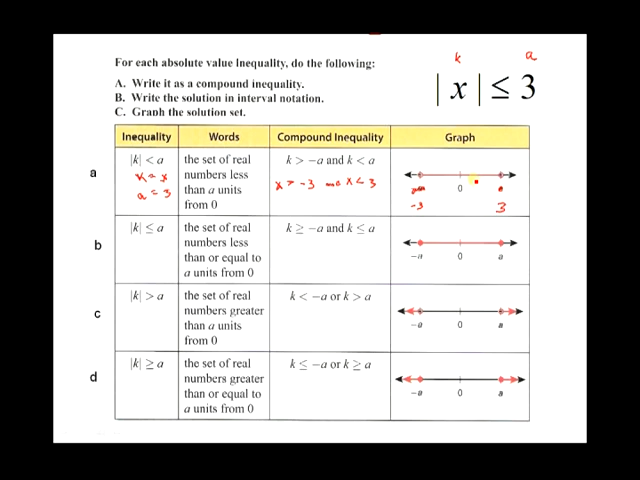 For each absolute value Inequality, do the following:
A. Write it as a compound inequality.
B. Write the solution in interval notation.
C. Graph the solution set.
k a
| x | ≤ 3
Inequality Words Compound Inequality Graph
a
|k| < a
k = x
a = 3
the set of real
numbers less
than a units
from 0
k > −a and k < a
x > -3 and x < 3
0
-3 3
b
|k| ≤ a
the set of real
numbers less
than or equal to
a units from 0
k ≥ −a and k ≤ a
−a 0 a
c
|k| > a
the set of real
numbers greater
than a units
from 0
k < −a or k > a
−a 0 a
d
|k| ≥ a
the set of real
numbers greater
than or equal to
a units from 0
k ≤ −a or k ≥ a
−a 0 a